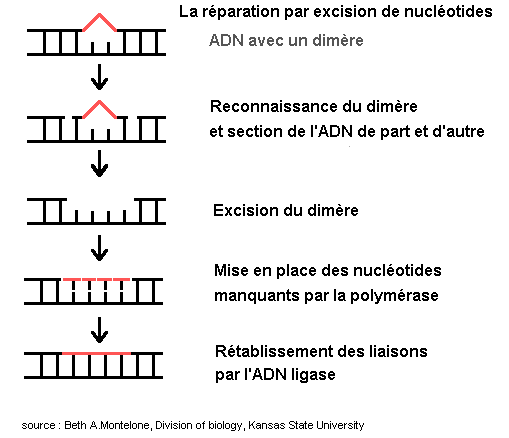 La réparation par excision de nucléotides
ADN avec un dimère
Reconnaissance du dimère
et section de l'ADN de part et d'autre
Excision du dimère
Mise en place des nucléotides
manquants par la polymérase
Rétablissement des liaisons
par l'ADN ligase
source : Beth A.Montelone, Division of biology, Kansas State University